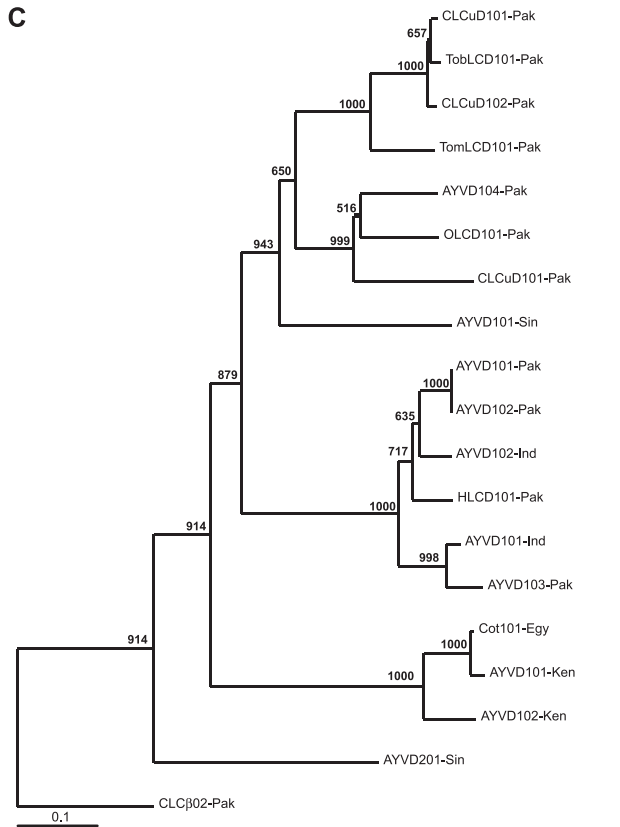 C
CLCuD101-Pak
657
TobLCD101-Pak
1000
CLCuD102-Pak
1000
TomLCD101-Pak
650
AYVD104-Pak
516
OLCD101-Pak
999
943
CLCuD101-Pak
AYVD101-Sin
AYVD101-Pak
879
1000
AYVD102-Pak
635
717
AYVD102-Ind
HLCD101-Pak
1000
914
AYVD101-Ind
998
AYVD103-Pak
Cot101-Egy
914
1000
AYVD101-Ken
1000
AYVD102-Ken
AYVD201-Sin
CLCβ02-Pak
0.1